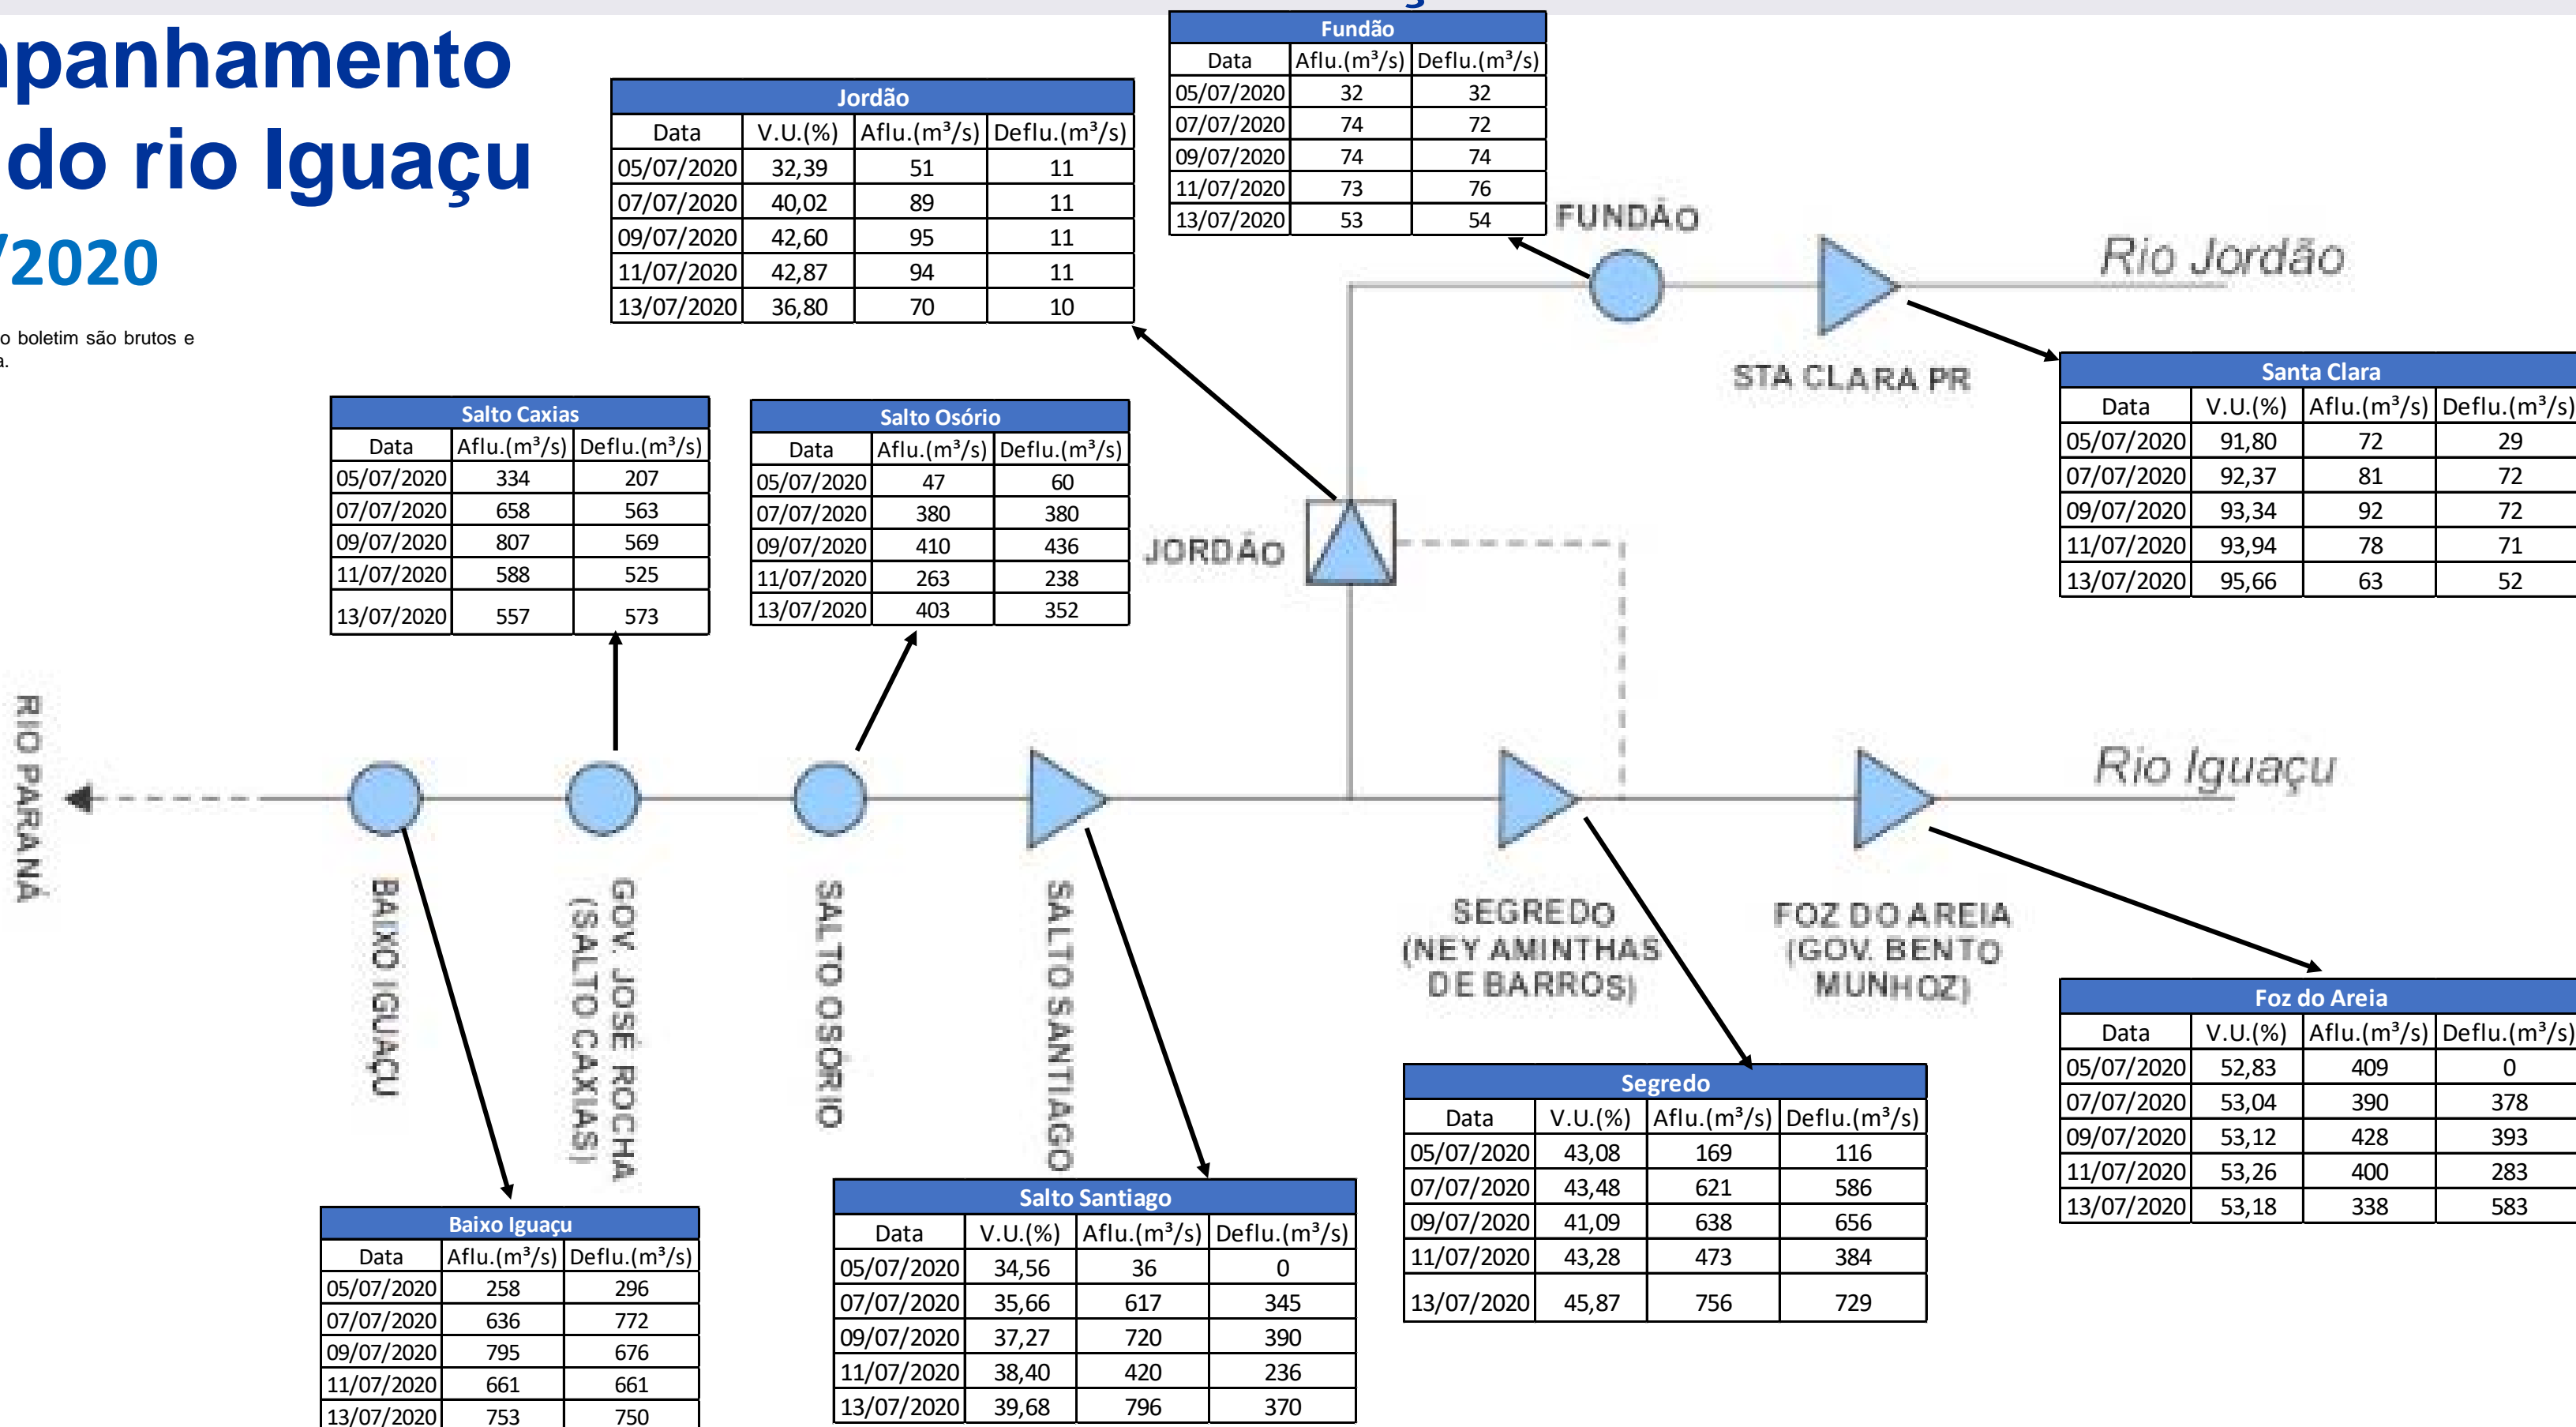 mpanhamento
do rio Iguaçu
/2020
o boletim são brutos e
a.
Fundão
Data Aflu.(m³/s) Deflu.(m³/s)
05/07/2020 32 32
07/07/2020 74 72
09/07/2020 74 74
11/07/2020 73 76
13/07/2020 53 54
Jordão
Data V.U.(%) Aflu.(m³/s) Deflu.(m³/s)
05/07/2020 32,39 51 11
07/07/2020 40,02 89 11
09/07/2020 42,60 95 11
11/07/2020 42,87 94 11
13/07/2020 36,80 70 10
FUNDÃO
Rio Jordão
STA CLARA PR
Santa Clara
Data V.U.(%) Aflu.(m³/s) Deflu.(m³/s)
05/07/2020 91,80 72 29
07/07/2020 92,37 81 72
09/07/2020 93,34 92 72
11/07/2020 93,94 78 71
13/07/2020 95,66 63 52
Salto Caxias
Data Aflu.(m³/s) Deflu.(m³/s)
05/07/2020 334 207
07/07/2020 658 563
09/07/2020 807 569
11/07/2020 588 525
13/07/2020 557 573
Salto Osório
Data Aflu.(m³/s) Deflu.(m³/s)
05/07/2020 47 60
07/07/2020 380 380
09/07/2020 410 436
11/07/2020 263 238
13/07/2020 403 352
JORDÃO
RIO PARANÁ
Rio Iguaçu
BAIXO IGUAÇU
GOV. JOSÉ ROCHA
(SALTO CAXIAS)
SALTO OSÓRIO
SALTO SANTIAGO
SEGREDO
(NEY AMINTHAS
DE BARROS)
FOZ DO AREIA
(GOV. BENTO
MUNHOZ)
Foz do Areia
Data V.U.(%) Aflu.(m³/s) Deflu.(m³/s)
05/07/2020 52,83 409 0
07/07/2020 53,04 390 378
09/07/2020 53,12 428 393
11/07/2020 53,26 400 283
13/07/2020 53,18 338 583
Segredo
Data V.U.(%) Aflu.(m³/s) Deflu.(m³/s)
05/07/2020 43,08 169 116
07/07/2020 43,48 621 586
09/07/2020 41,09 638 656
11/07/2020 43,28 473 384
13/07/2020 45,87 756 729
Salto Santiago
Data V.U.(%) Aflu.(m³/s) Deflu.(m³/s)
05/07/2020 34,56 36 0
07/07/2020 35,66 617 345
09/07/2020 37,27 720 390
11/07/2020 38,40 420 236
13/07/2020 39,68 796 370
Baixo Iguaçu
Data Aflu.(m³/s) Deflu.(m³/s)
05/07/2020 258 296
07/07/2020 636 772
09/07/2020 795 676
11/07/2020 661 661
13/07/2020 753 750